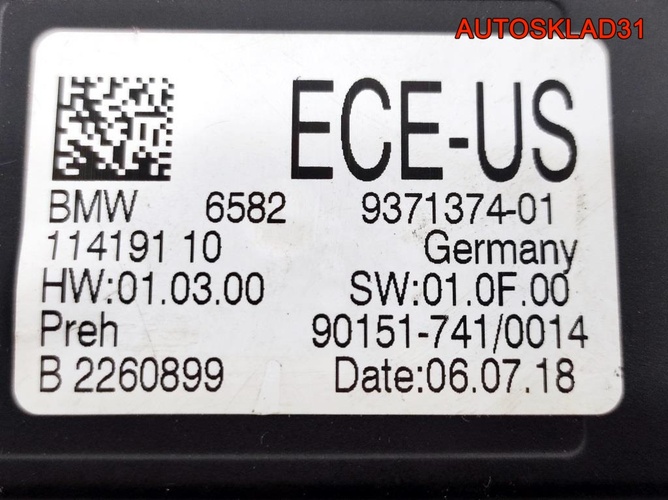 AUTOSKLAD31
ECE-US
BMW 6582 9371374-01
114191 10 Germany
HW:01.03.00 SW:01.0F.00
Preh 90151-741/0014
B 2260899 Date:06.07.18